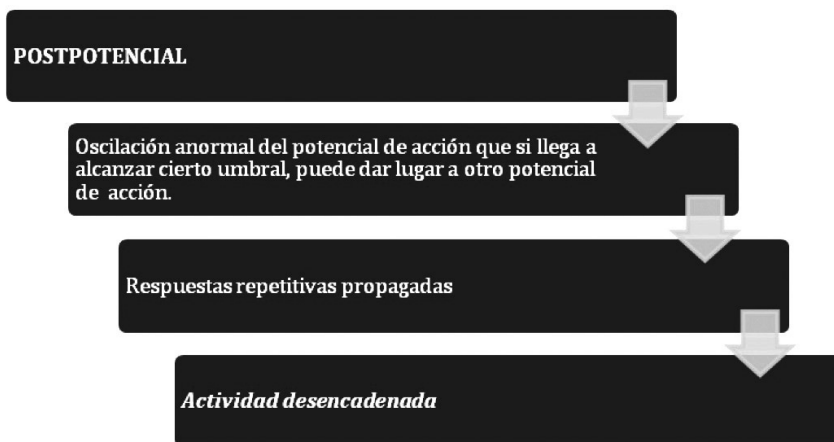 POSTPOTENCIAL
Oscilación anormal del potencial de acción que si llega a
alcanzar cierto umbral, puede dar lugar a otro potencial
de acción.
Respuestas repetitivas propagadas
Actividad desencadenada